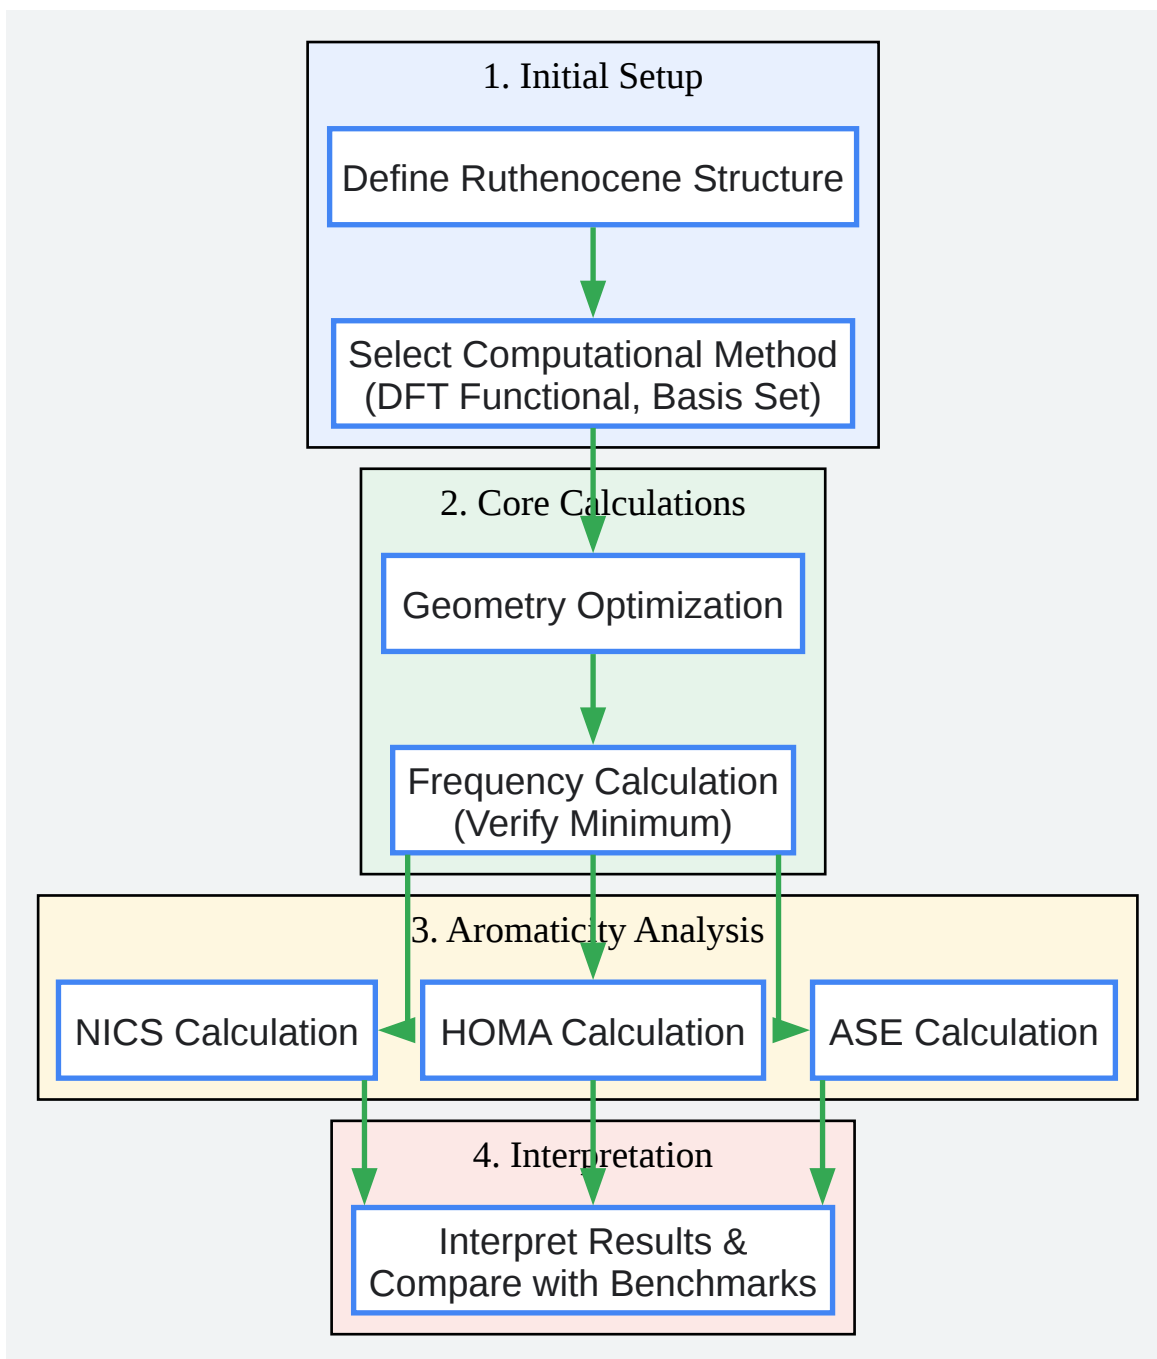 1. Initial Setup
Define Ruthenocene Structure
Select Computational Method
(DFT Functional, Basis Set)
2. Core Calculations
Geometry Optimization
Frequency Calculation
(Verify Minimum)
3. Aromaticity Analysis
NICS Calculation
HOMA Calculation
ASE Calculation
4. Interpretation
Interpret Results &
Compare with Benchmarks